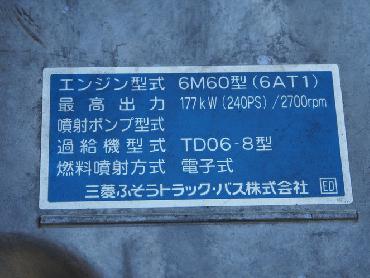 エンジン型式 6M60型(6AT1)
最高出力 177kW(240PS)/2700rpm
噴射ポンプ型式
過給機型式 TD06-8型
燃料噴射方式 電子式
三菱ふそうトラック・バス株式会社 ED